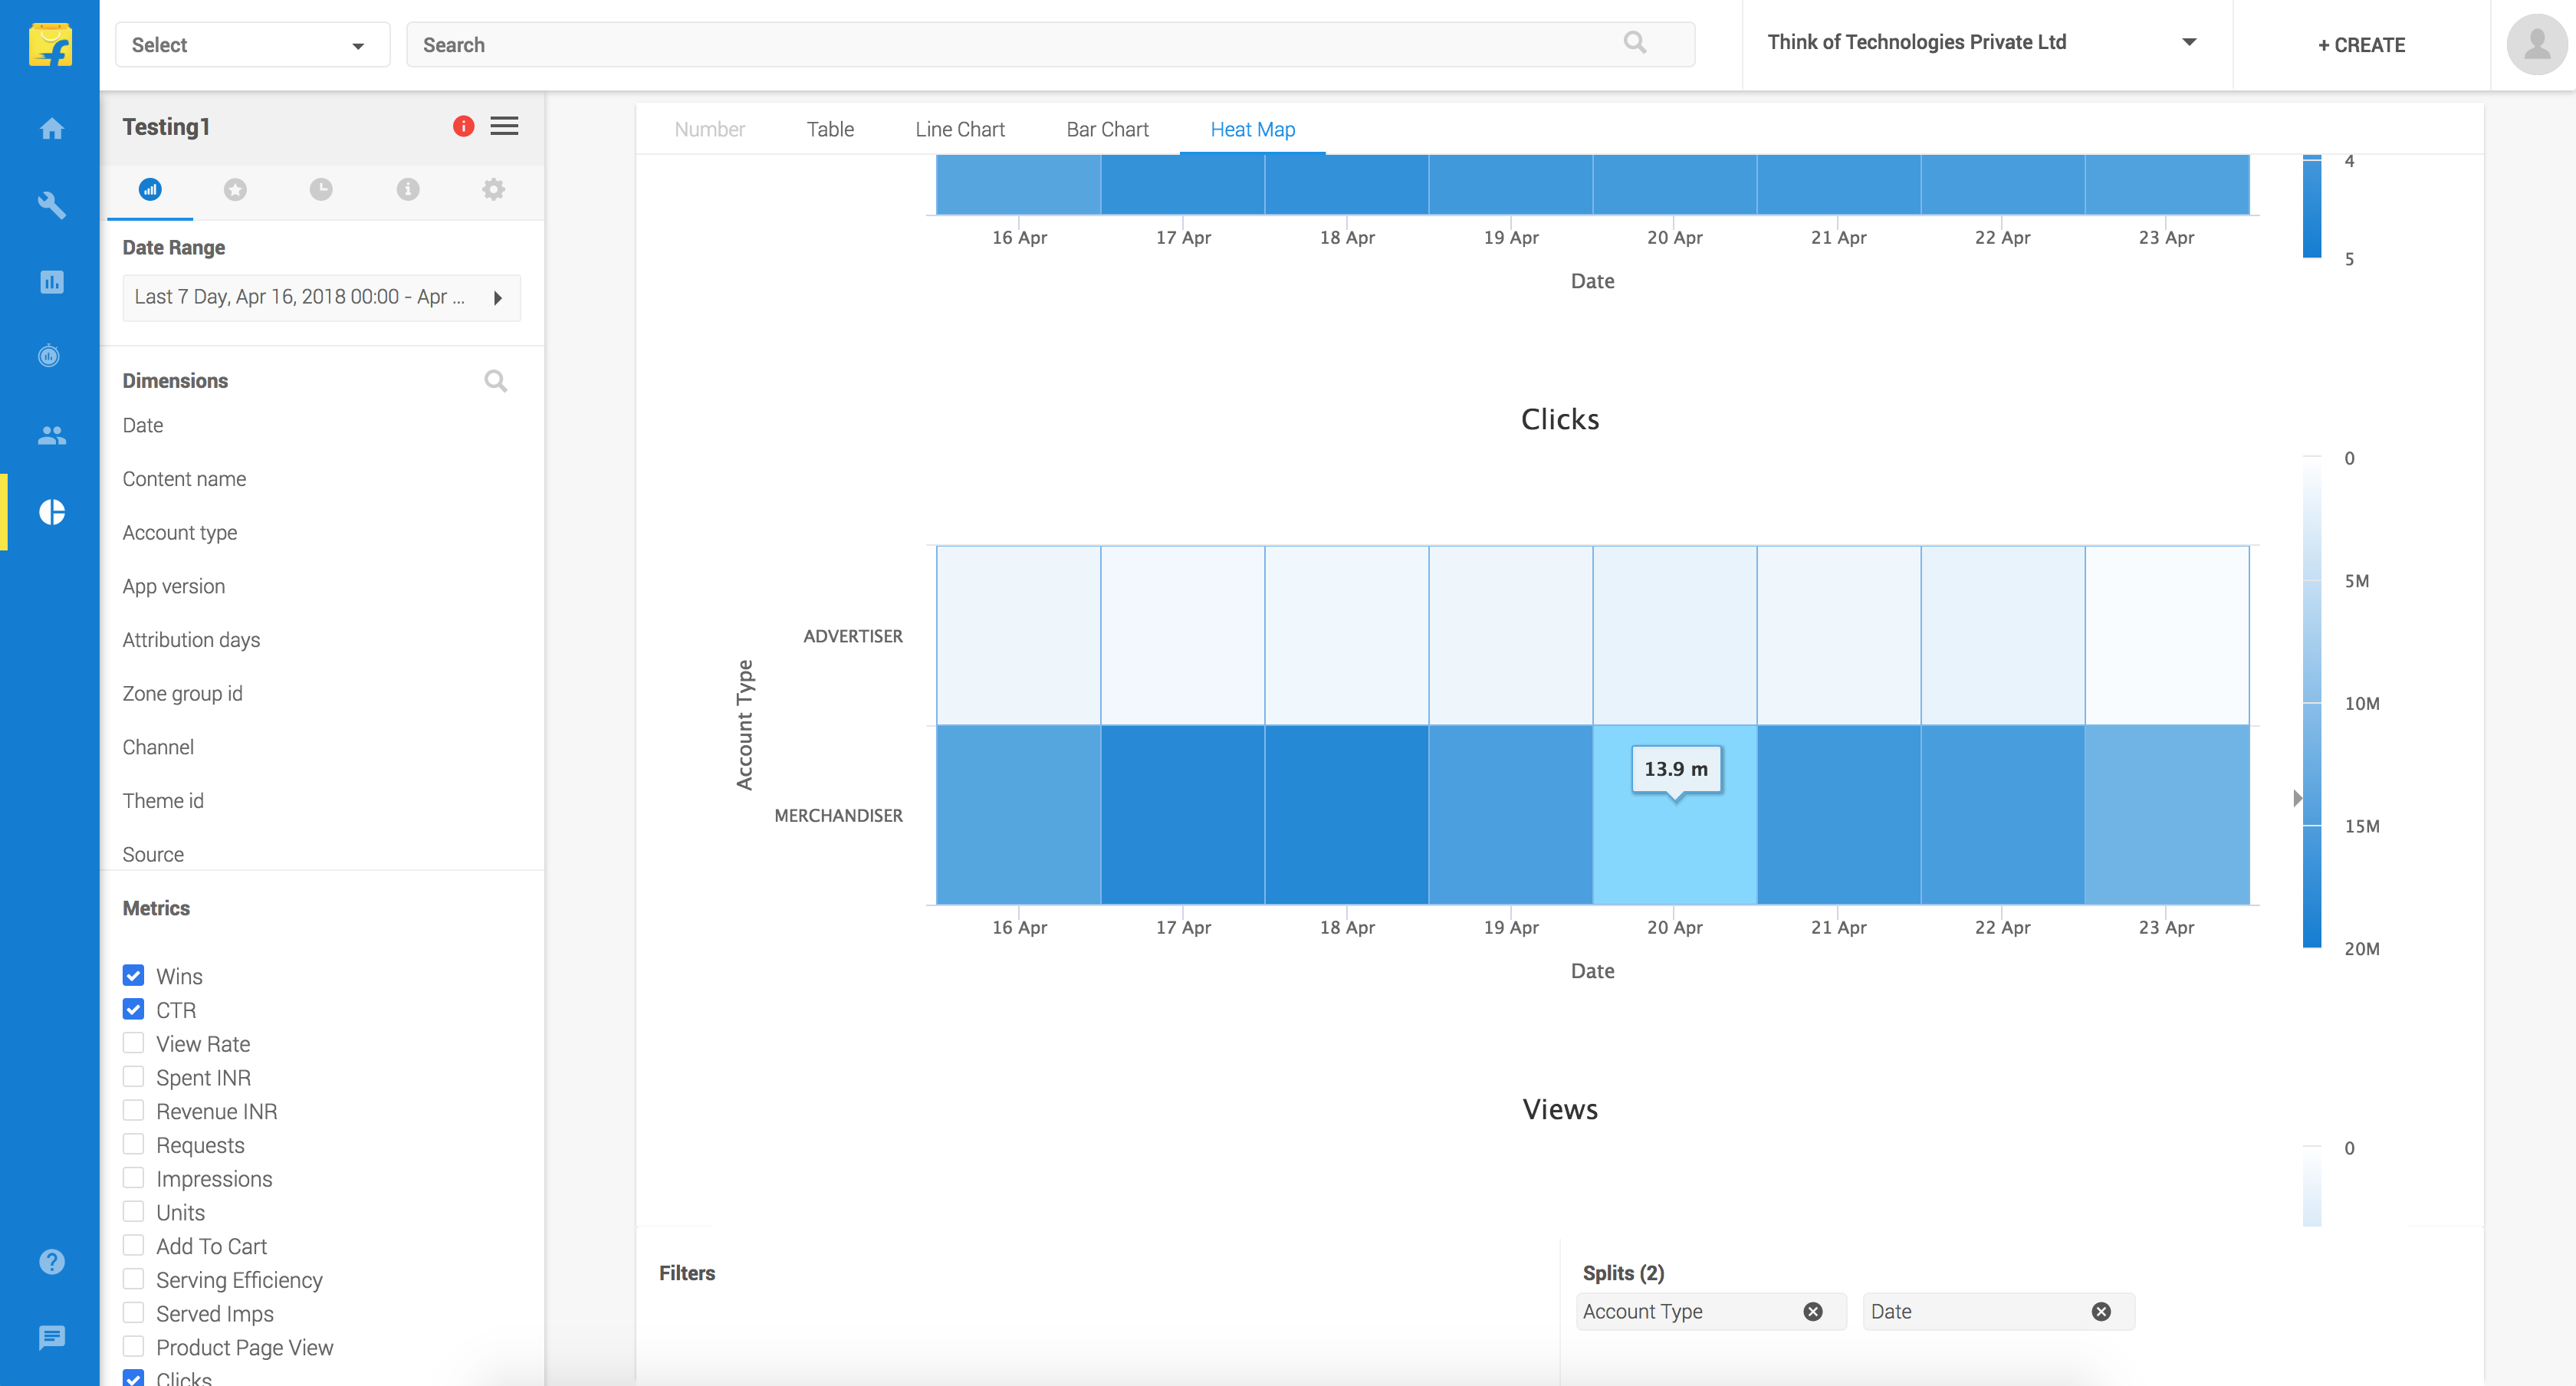 Select
Search
Think of Technologies Private Ltd
+ CREATE
Testing1
Date Range
Last 7 Day, Apr 16, 2018 00:00 - Apr ...
Dimensions
Date
Content name
Account type
App version
Attribution days
Zone group id
Channel
Theme id
Source
Metrics
Wins
CTR
View Rate
Spent INR
Revenue INR
Requests
Impressions
Units
Add To Cart
Serving Efficiency
Served Imps
Product Page View
Clicks
Number Table Line Chart Bar Chart Heat Map
4
5
16 Apr 17 Apr 18 Apr 19 Apr 20 Apr 21 Apr 22 Apr 23 Apr
Date
Clicks
0
5M
10M
15M
20M
Account Type
ADVERTISER
MERCHANDISER
13.9 m
16 Apr 17 Apr 18 Apr 19 Apr 20 Apr 21 Apr 22 Apr 23 Apr
Date
Views
0
Filters
Splits (2)
Account Type Date